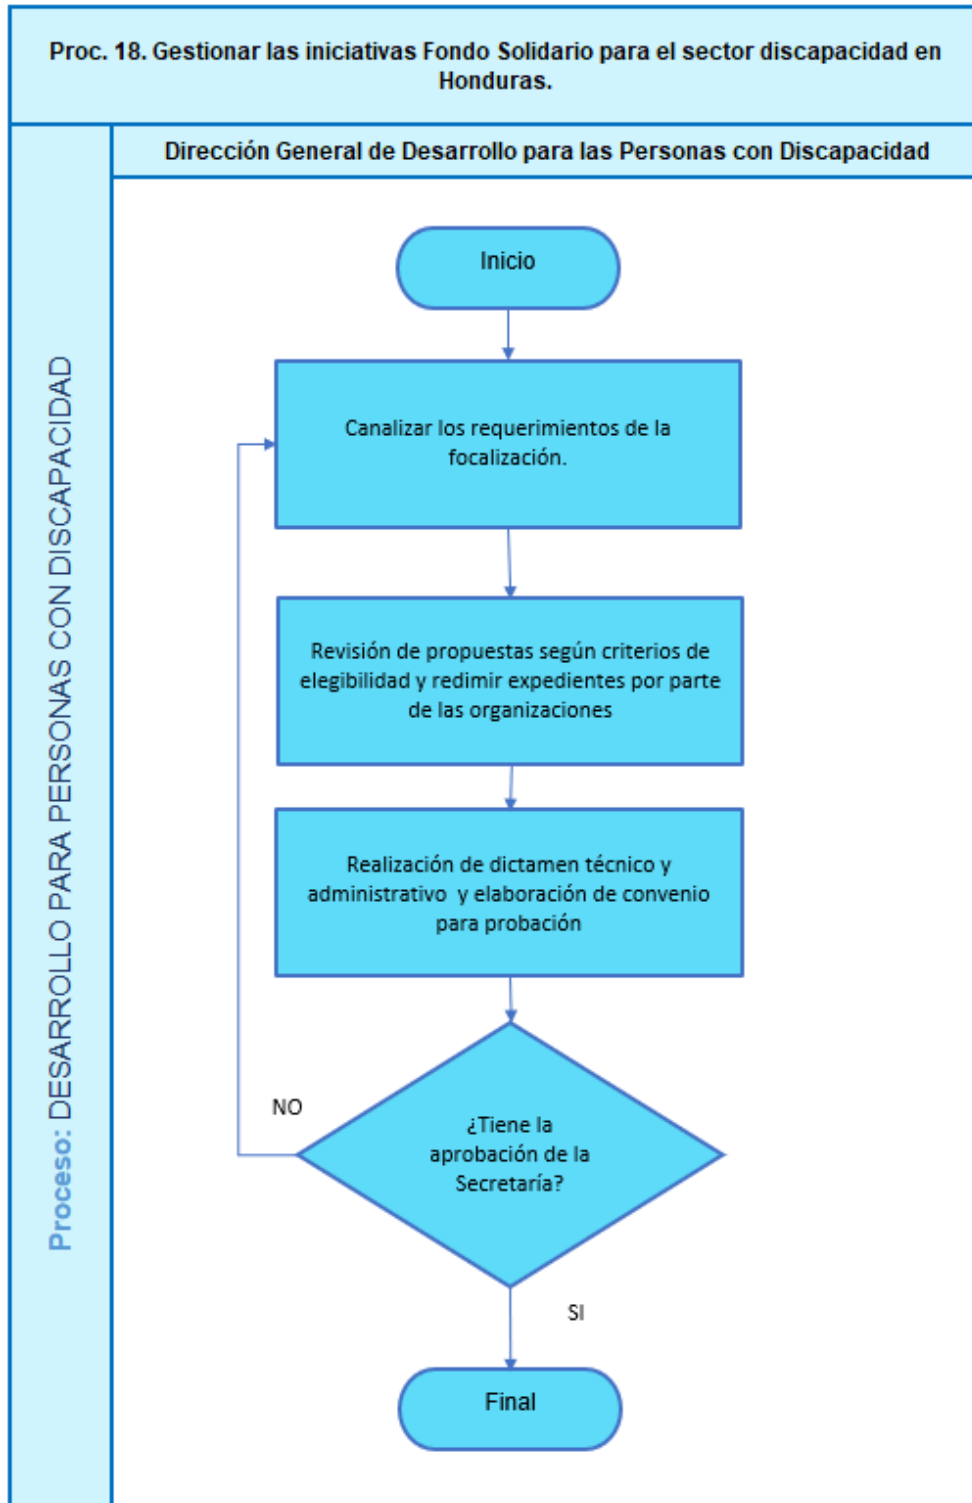 Proc. 18. Gestionar las iniciativas Fondo Solidario para el sector discapacidad en
Honduras.
Dirección General de Desarrollo para las Personas con Discapacidad
Proceso: DESARROLLO PARA PERSONAS CON DISCAPACIDAD
Inicio
Canalizar los requerimientos de la
focalización.
Revisión de propuestas según criterios de
elegibilidad y redimir expedientes por parte
de las organizaciones
Realización de dictamen técnico y
administrativo y elaboración de convenio
para probación
¿Tiene la
aprobación de la
Secretaría?
NO
SI
Final